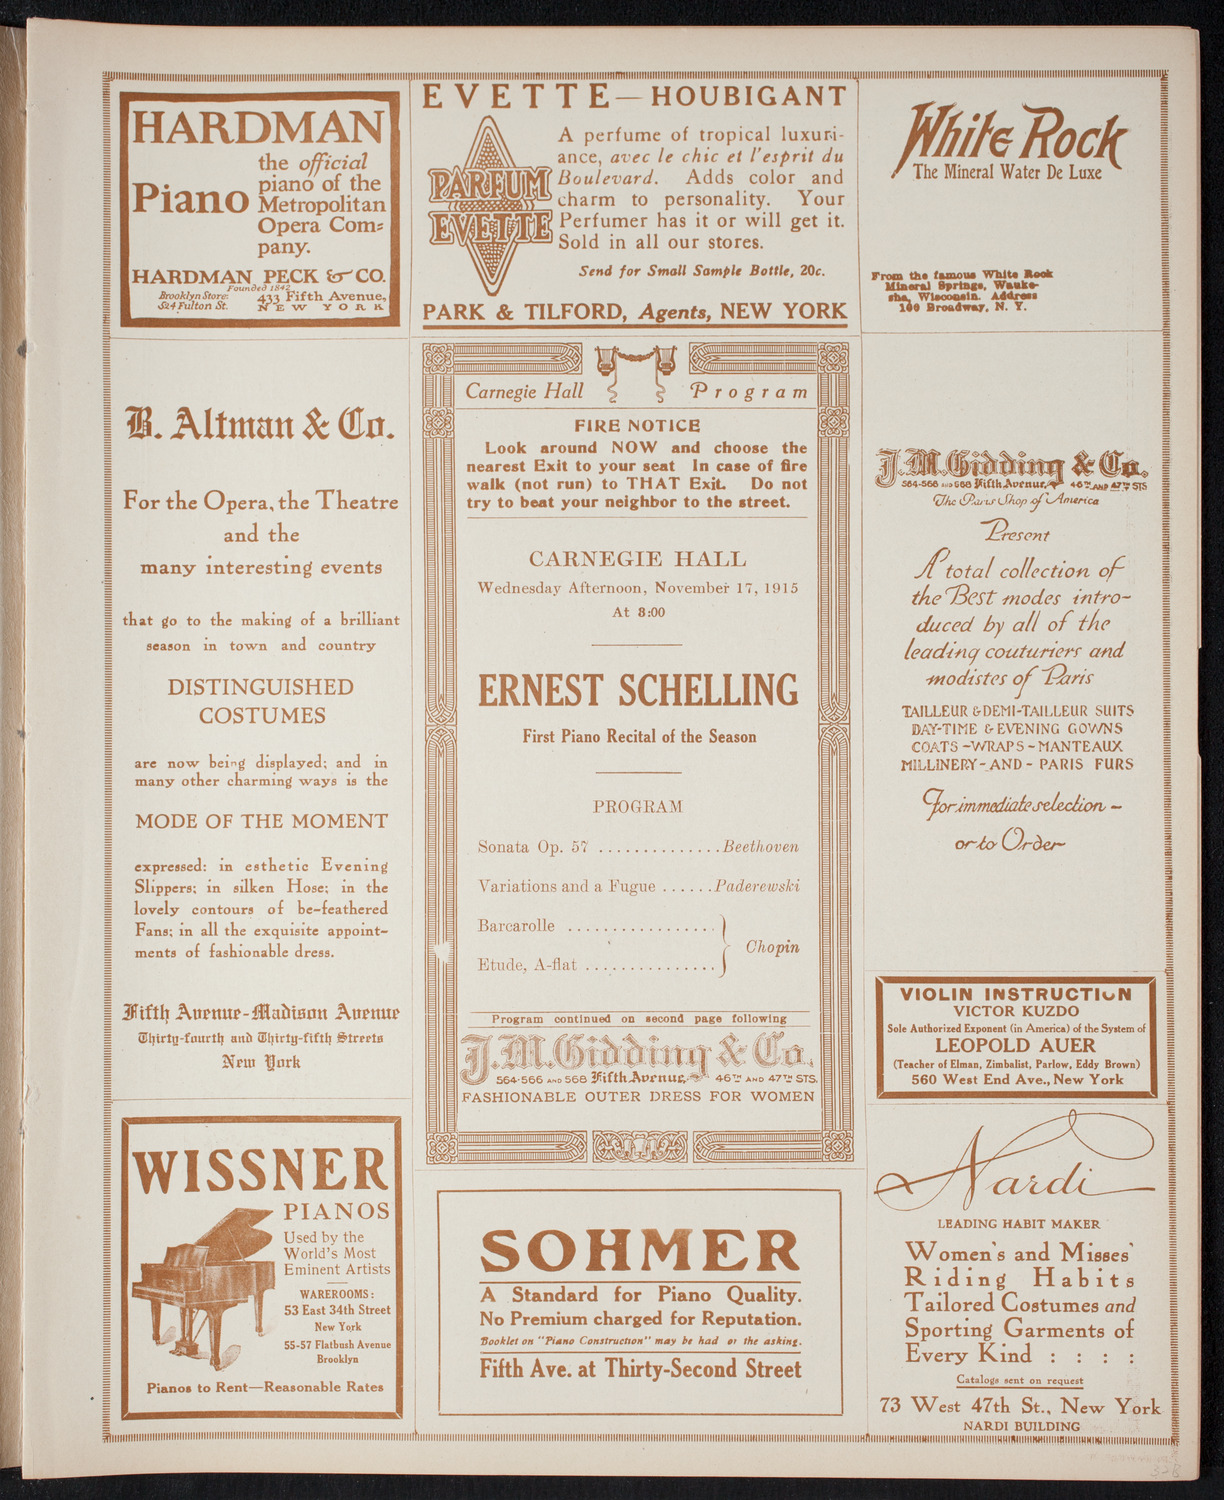 HARDMAN
Piano
the official
piano of the
Metropolitan
Opera Com=
pany.
HARDMAN, PECK & CO.
Founded 1842
Brooklyn Store:
524 Fulton St.
433 Fifth Avenue,
NEW YORK
EVETTE—HOUBIGANT
PARFUM
EVETTE
A perfume of tropical luxuri-
ance, avec le chic et l'esprit du
Boulevard. Adds color and
charm to personality. Your
Perfumer has it or will get it.
Sold in all our stores.
Send for Small Sample Bottle, 20c.
PARK & TILFORD, Agents, NEW YORK
White Rock
The Mineral Water De Luxe
From the famous White Rock
Mineral Springs, Wauke-
sha, Wisconsin. Address
100 Broadway, N. Y.
B. Altman & Co.
For the Opera, the Theatre
and the
many interesting events
that go to the making of a brilliant
season in town and country
DISTINGUISHED
COSTUMES
are now being displayed; and in
many other charming ways is the
MODE OF THE MOMENT
expressed: in esthetic Evening
Slippers; in silken Hose; in the
lovely contours of be-feathered
Fans; in all the exquisite appoint-
ments of fashionable dress.
Fifth Avenue-Madison Avenue
Thirty-fourth and Thirty-fifth Streets
New York
Carnegie Hall Program
FIRE NOTICE
Look around NOW and choose the
nearest Exit to your seat In case of fire
walk (not run) to THAT Exit. Do not
try to beat your neighbor to the street.
CARNEGIE HALL
Wednesday Afternoon, November 17, 1915
At 3:00
ERNEST SCHELLING
First Piano Recital of the Season
PROGRAM
Sonata Op. 57 ..............Beethoven
Variations and a Fugue ......Paderewski
Barcarolle ................
Chopin
Etude, A-flat ...............
Program continued on second page following
J.M. Gidding & Co.
564-566 AND 568 Fifth Avenue, 46TH AND 47TH STS.
FASHIONABLE OUTER DRESS FOR WOMEN
J.M. Gidding & Co.
564-566 AND 568 Fifth Avenue, 46TH AND 47TH STS
The Paris Shop of America
Present
A total collection of
the Best modes intro-
duced by all of the
leading couturiers and
modistes of Paris
TAILLEUR & DEMI-TAILLEUR SUITS
DAY-TIME & EVENING GOWNS
COATS - WRAPS - MANTEAUX
MILLINERY - AND - PARIS FURS
For immediate selection -
or to Order
VIOLIN INSTRUCTION
VICTOR KUZDO
Sole Authorized Exponent (in America) of the System of
LEOPOLD AUER
(Teacher of Elman, Zimbalist, Parlow, Eddy Brown)
560 West End Ave., New York
WISSNER
PIANOS
Used by the
World's Most
Eminent Artists
WAREROOMS:
53 East 34th Street
New York
55-57 Flatbush Avenue
Brooklyn
Pianos to Rent—Reasonable Rates
SOHMER
A Standard for Piano Quality.
No Premium charged for Reputation.
Booklet on "Piano Construction" may be had on the asking.
Fifth Ave. at Thirty-Second Street
Nardi
LEADING HABIT MAKER
Women's and Misses'
Riding Habits
Tailored Costumes and
Sporting Garments of
Every Kind : : : :
Catalogs sent on request
73 West 47th St., New York
NARDI BUILDING